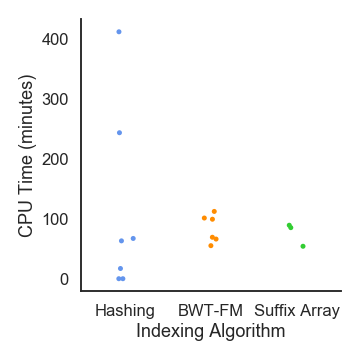 400
300
200
100
0
CPU Time (minutes)
Hashing BWT-FM Suffix Array
Indexing Algorithm